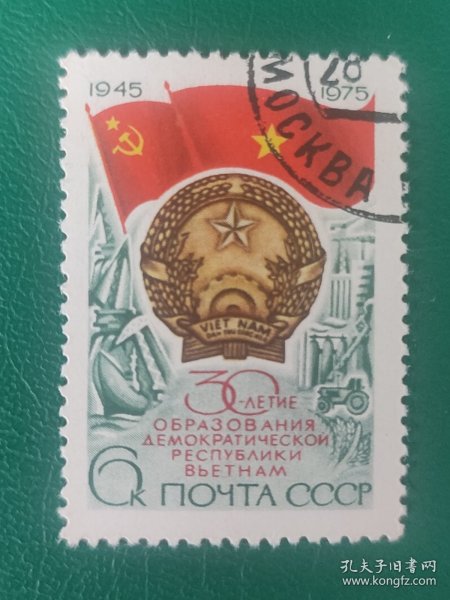 1945
1975
МОСКВА
20
VIET NAM
30-ЛЕТИЕ
ОБРАЗОВАНИЯ
ДЕМОКРАТИЧЕСКОЙ
РЕСПУБЛИКИ
ВЬЕТНАМ
6К ПОЧТА СССР
孔夫子旧书网
www.kongfz.com